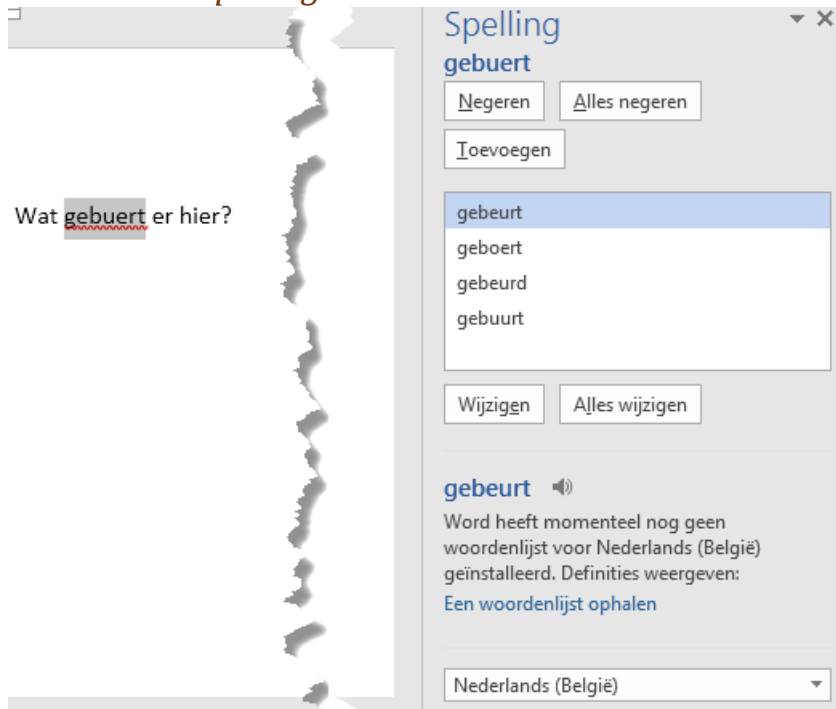 Spelling
gebuert
Negeren
Alles negeren
Toevoegen
Wat gebuert er hier?
gebeurt
geboert
gebeurd
gebuurt
Wijzigen
Alles wijzigen
gebeurt
Word heeft momenteel nog geen
woordenlijst voor Nederlands (België)
geïnstalleerd. Definities weergeven:
Een woordenlijst ophalen
Nederlands (België)